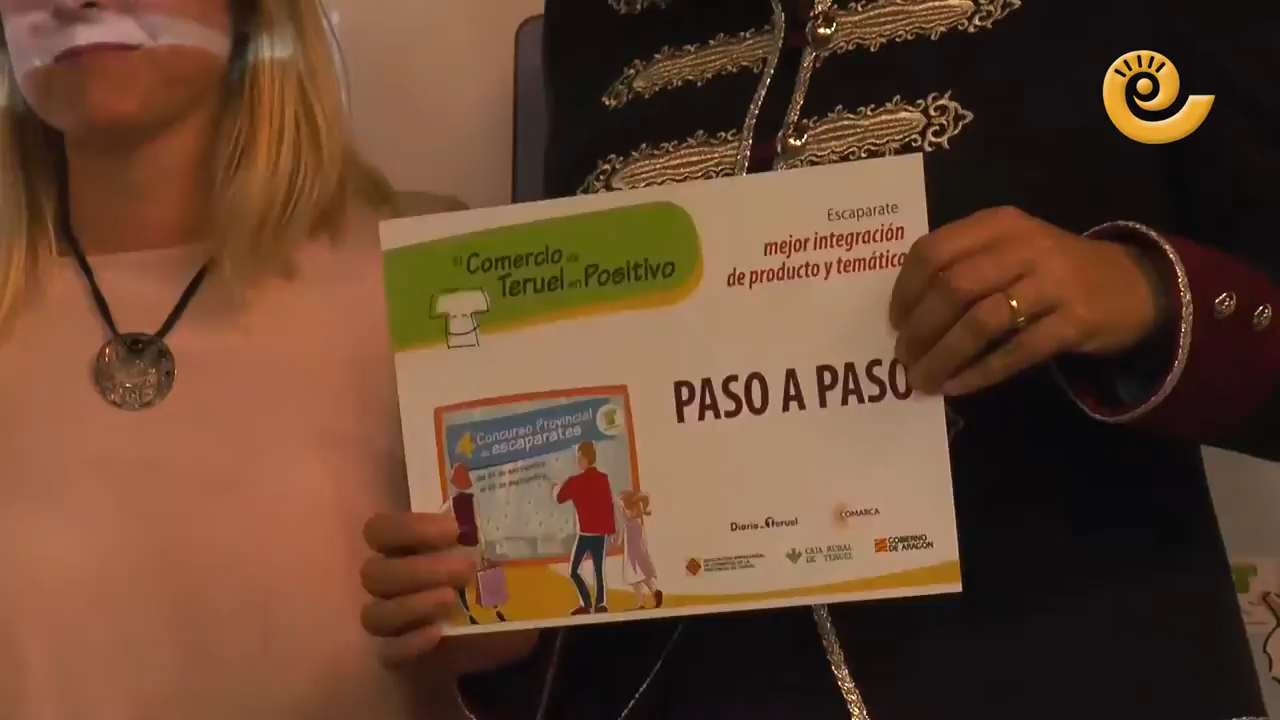 Escaparate
mejor integración
de producto y temática
El Comercio de
Teruel en Positivo
PASO A PASO
4º Concurso Provincial
de escaparates
Diario de Teruel
COMARCA
CAJA RURAL
DE TERUEL
GOBIERNO
DE ARAGON